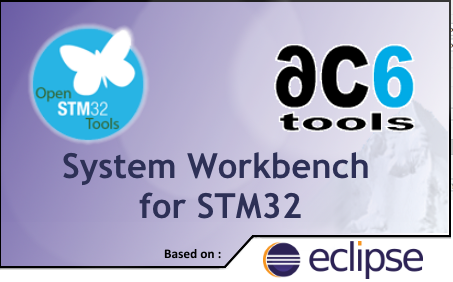 Open
STM32
Tools
ac6
tools
System Workbench
for STM32
Based on :
eclipse